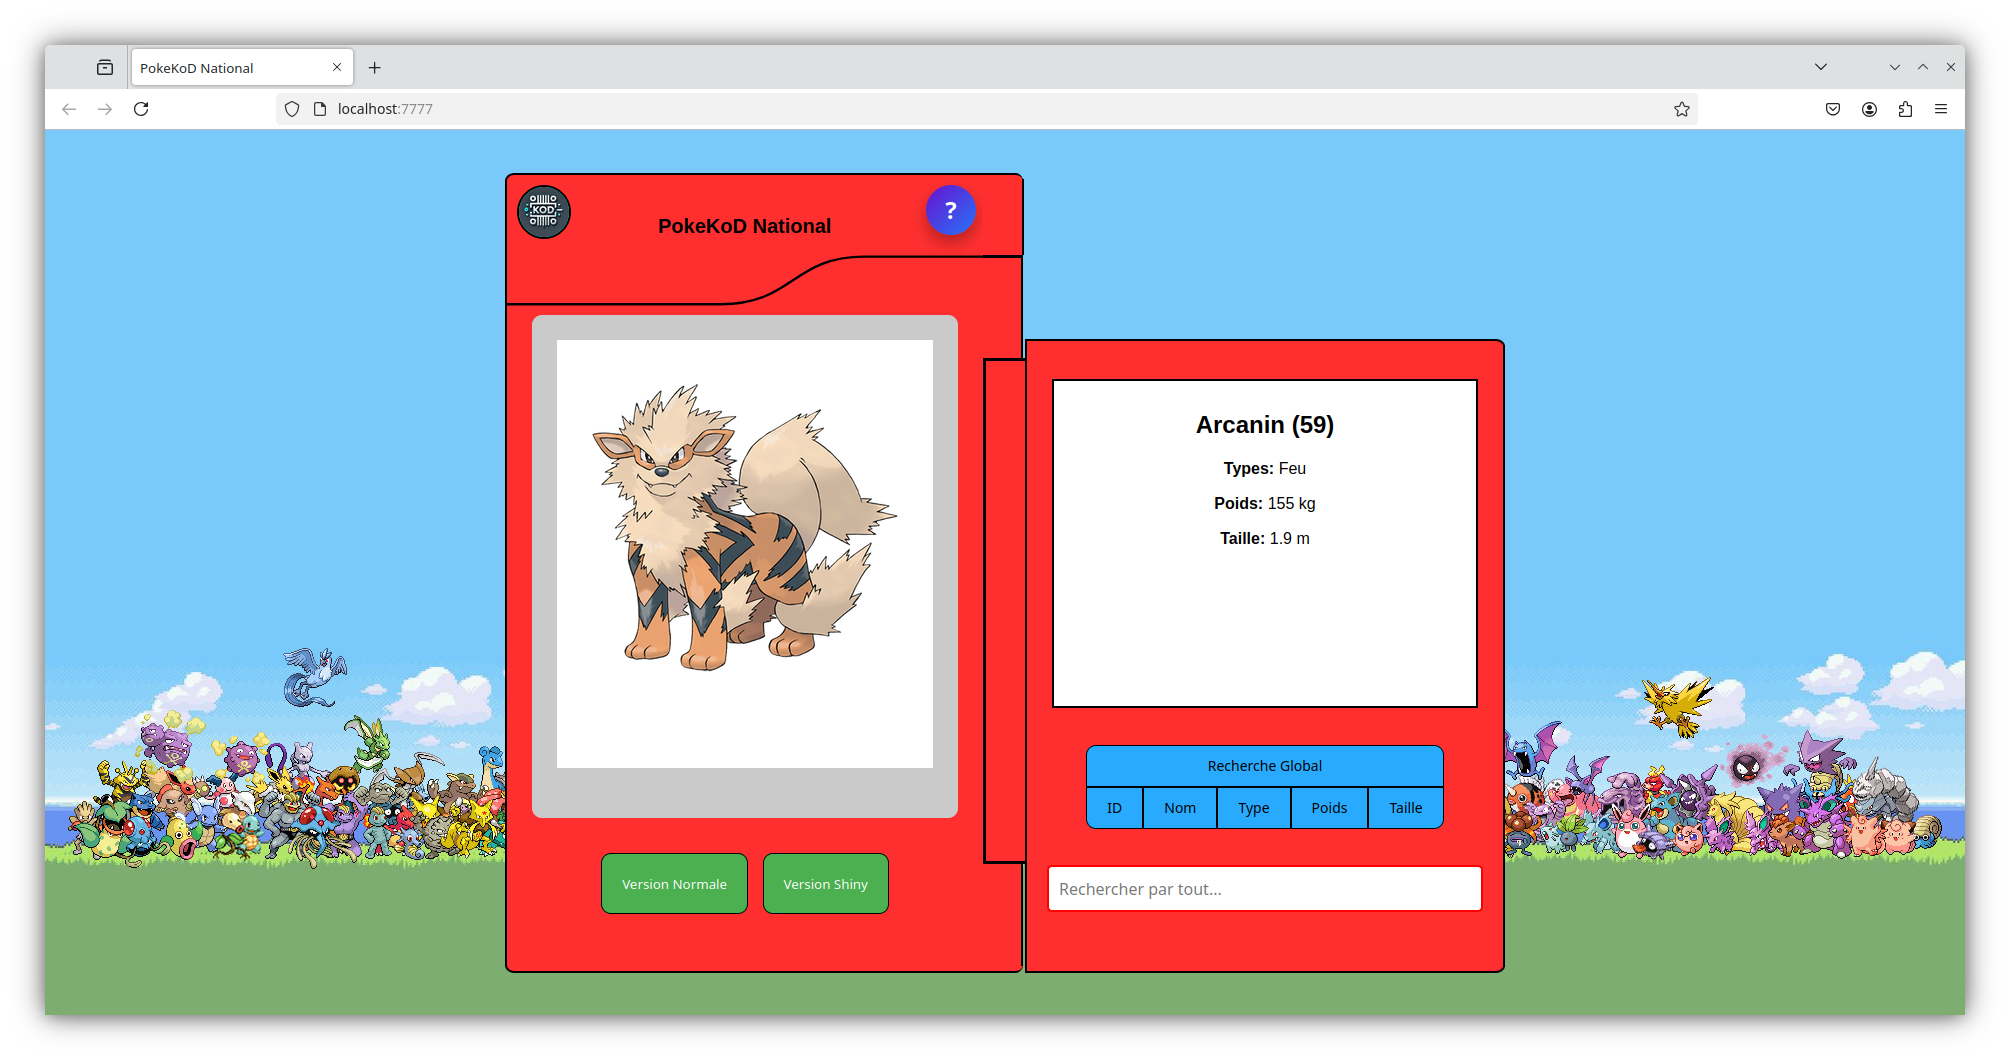 PokeKoD National
localhost:7777
KOD
PokeKoD National
?
Arcanin (59)
Types: Feu
Poids: 155 kg
Taille: 1.9 m
Recherche Global
ID Nom Type Poids Taille
Version Normale Version Shiny
Rechercher par tout...